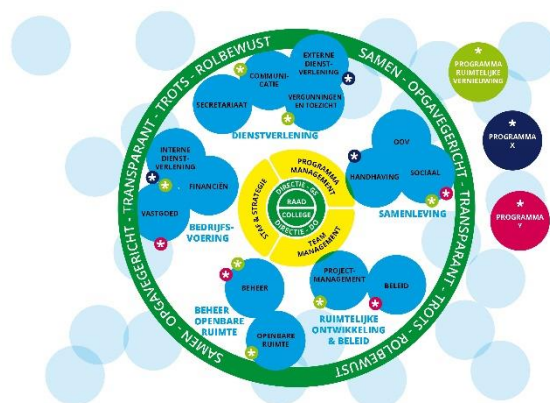 SAMEN - OPGAVEGERICHT - TRANSPARANT - TROTS - ROLBEWUST
SAMEN - OPGAVEGERICHT - TRANSPARANT - TROTS - ROLBEWUST
EXTERNE
DIENST-
VERLENING
COMMUNI-
CATIE
SECRETARIAAT
VERGUNNINGEN
EN TOEZICHT
DIENSTVERLENING
*
PROGRAMMA
RUIMTELIJKE
VERNIEUWING
*
PROGRAMMA
X
*
PROGRAMMA
Y
OOV
HANDHAVING
SOCIAAL
SAMENLEVING
INTERNE
DIENST-
VERLENING
FINANCIËN
VASTGOED
BEDRIJFS-
VOERING
STAF & STRATEGIE
PROGRAMMA
MANAGEMENT
TEAM
MANAGEMENT
DIRECTIE-GS
RAAD
COLLEGE
DIRECTIE-DO
PROJECT-
MANAGEMENT
BELEID
RUIMTELIJKE
ONTWIKKELING
& BELEID
BEHEER
BEHEER
OPENBARE
RUIMTE
OPENBARE
RUIMTE